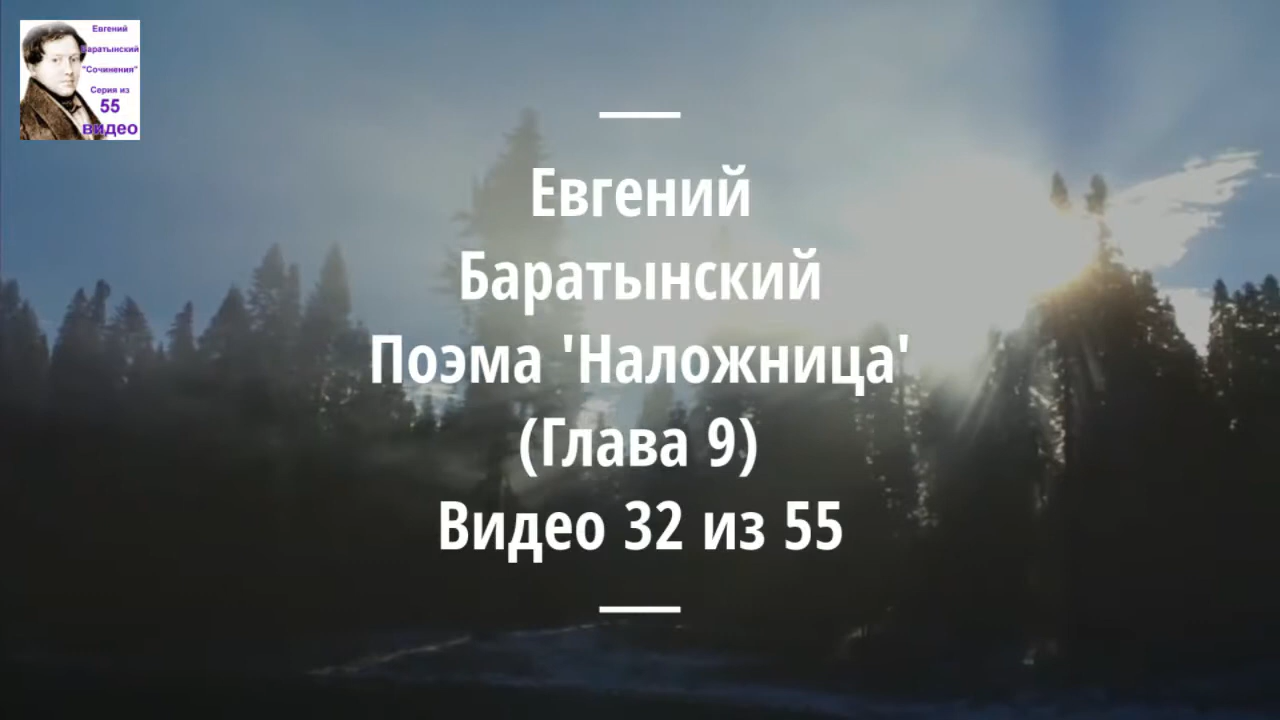 Евгений
Баратынский
"Сочинения"
Серия из
55
видео
Евгений
Баратынский
Поэма 'Наложница'
(Глава 9)
Видео 32 из 55